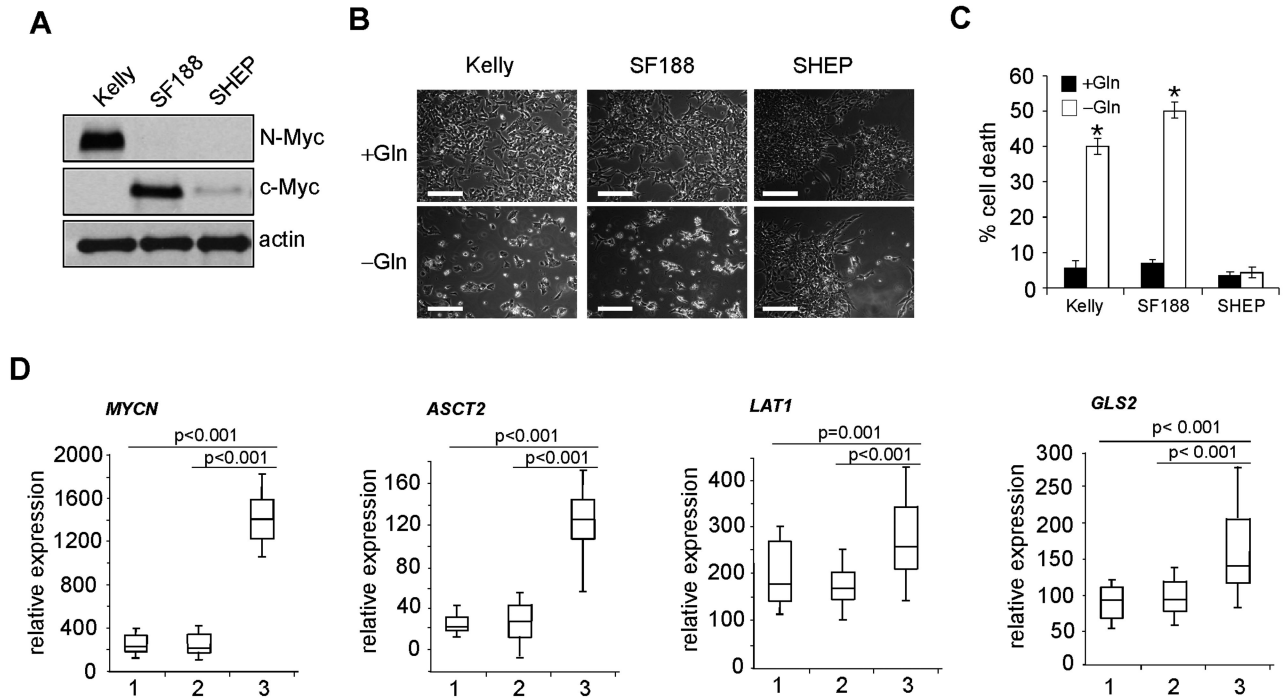 A
Kelly
SF188
SHEP
N-Myc
c-Myc
actin
B
Kelly SF188 SHEP
+Gln
–Gln
C
% cell death
60
50
40
30
20
10
0
+Gln
–Gln
*
*
Kelly SF188 SHEP
D
MYCN
p<0.001
p<0.001
relative expression
2000
1600
1200
800
400
0
1 2 3
ASCT2
p<0.001
p<0.001
relative expression
160
120
0
80
40
0
1 2 3
LAT1
p=0.001
p<0.001
relative expression
400
300
200
100
0
1 2 3
GLS2
p< 0.001
p< 0.001
relative expression
300
250
200
150
100
50
0
1 2 3